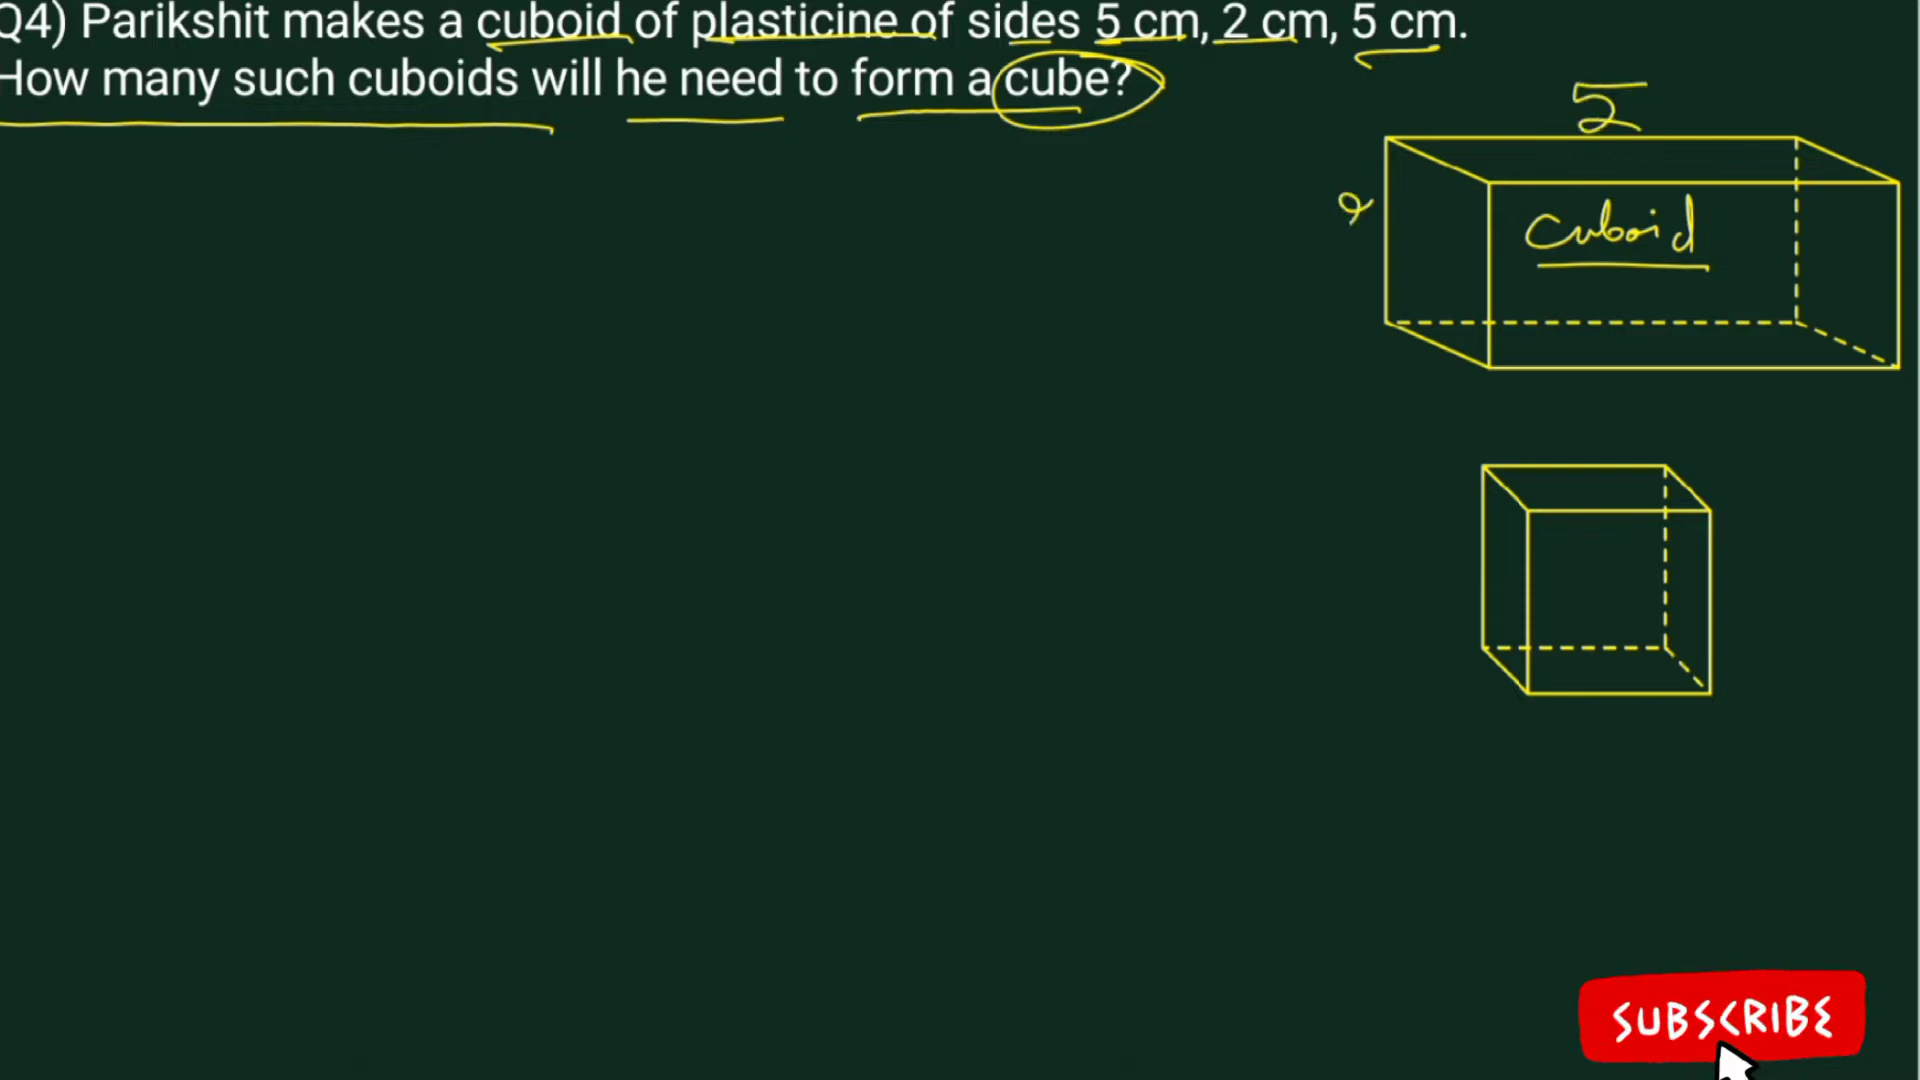 Q4) Parikshit makes a cuboid of plasticine of sides 5 cm, 2 cm, 5 cm.
How many such cuboids will he need to form a cube?
5
2
Cuboid
SUBSCRIBE